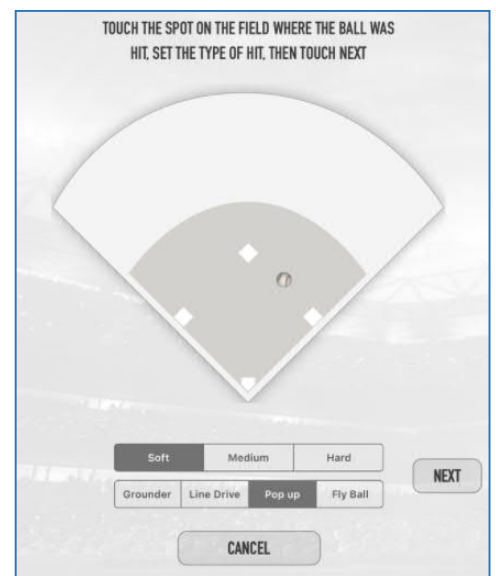 TOUCH THE SPOT ON THE FIELD WHERE THE BALL WAS
HIT, SET THE TYPE OF HIT, THEN TOUCH NEXT
Soft Medium Hard
NEXT
Grounder Line Drive Pop up Fly Ball
CANCEL